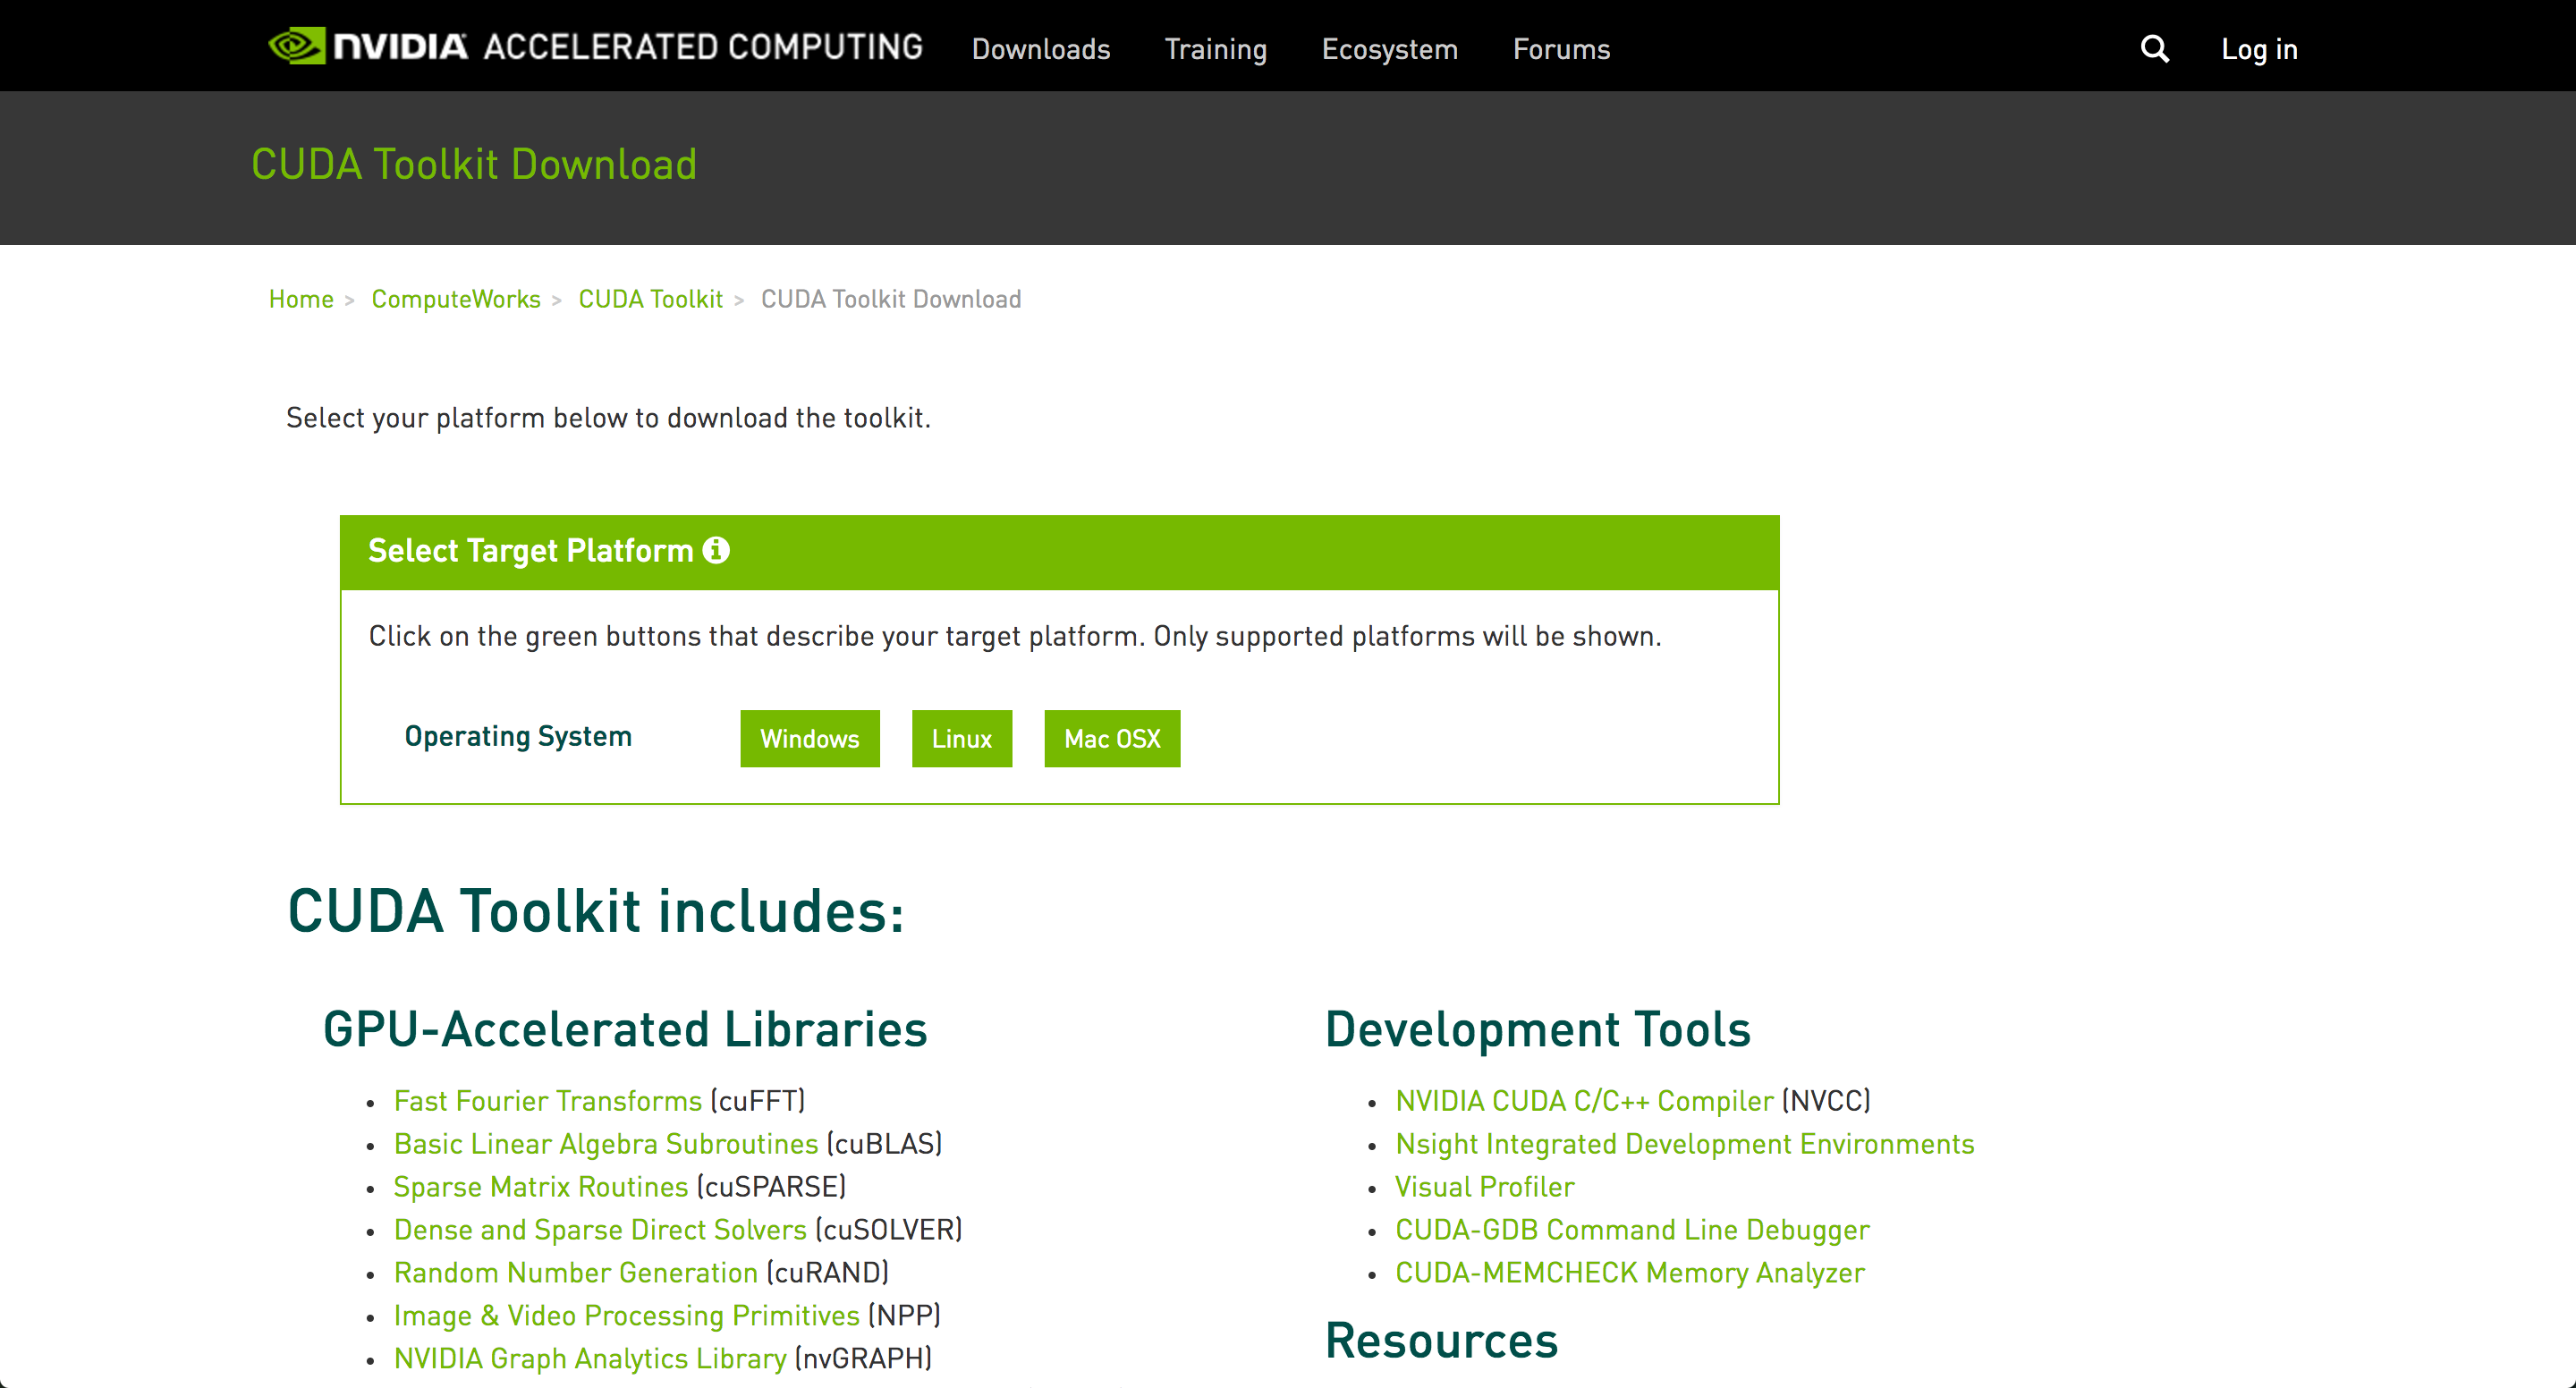 NVIDIA ACCELERATED COMPUTING Downloads Training Ecosystem Forums Log in
CUDA Toolkit Download
Home > ComputeWorks > CUDA Toolkit > CUDA Toolkit Download
Select your platform below to download the toolkit.
Select Target Platform
Click on the green buttons that describe your target platform. Only supported platforms will be shown.
Operating System Windows Linux Mac OSX
CUDA Toolkit includes:
GPU-Accelerated Libraries
• Fast Fourier Transforms (cuFFT)
• Basic Linear Algebra Subroutines (cuBLAS)
• Sparse Matrix Routines (cuSPARSE)
• Dense and Sparse Direct Solvers (cuSOLVER)
• Random Number Generation (cuRAND)
• Image & Video Processing Primitives (NPP)
• NVIDIA Graph Analytics Library (nvGRAPH)
Development Tools
• NVIDIA CUDA C/C++ Compiler (NVCC)
• Nsight Integrated Development Environments
• Visual Profiler
• CUDA-GDB Command Line Debugger
• CUDA-MEMCHECK Memory Analyzer
Resources